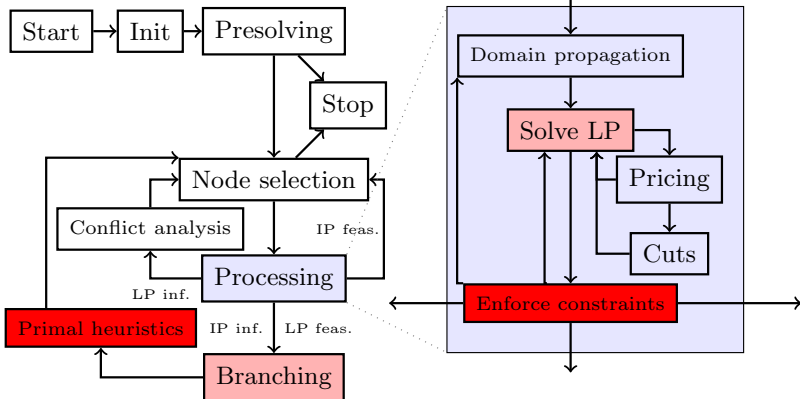 Start
Init
Presolving
Stop
Node selection
Conflict analysis
IP feas.
Processing
LP inf.
Primal heuristics
IP inf.
LP feas.
Branching
Domain propagation
Solve LP
Pricing
Cuts
Enforce constraints